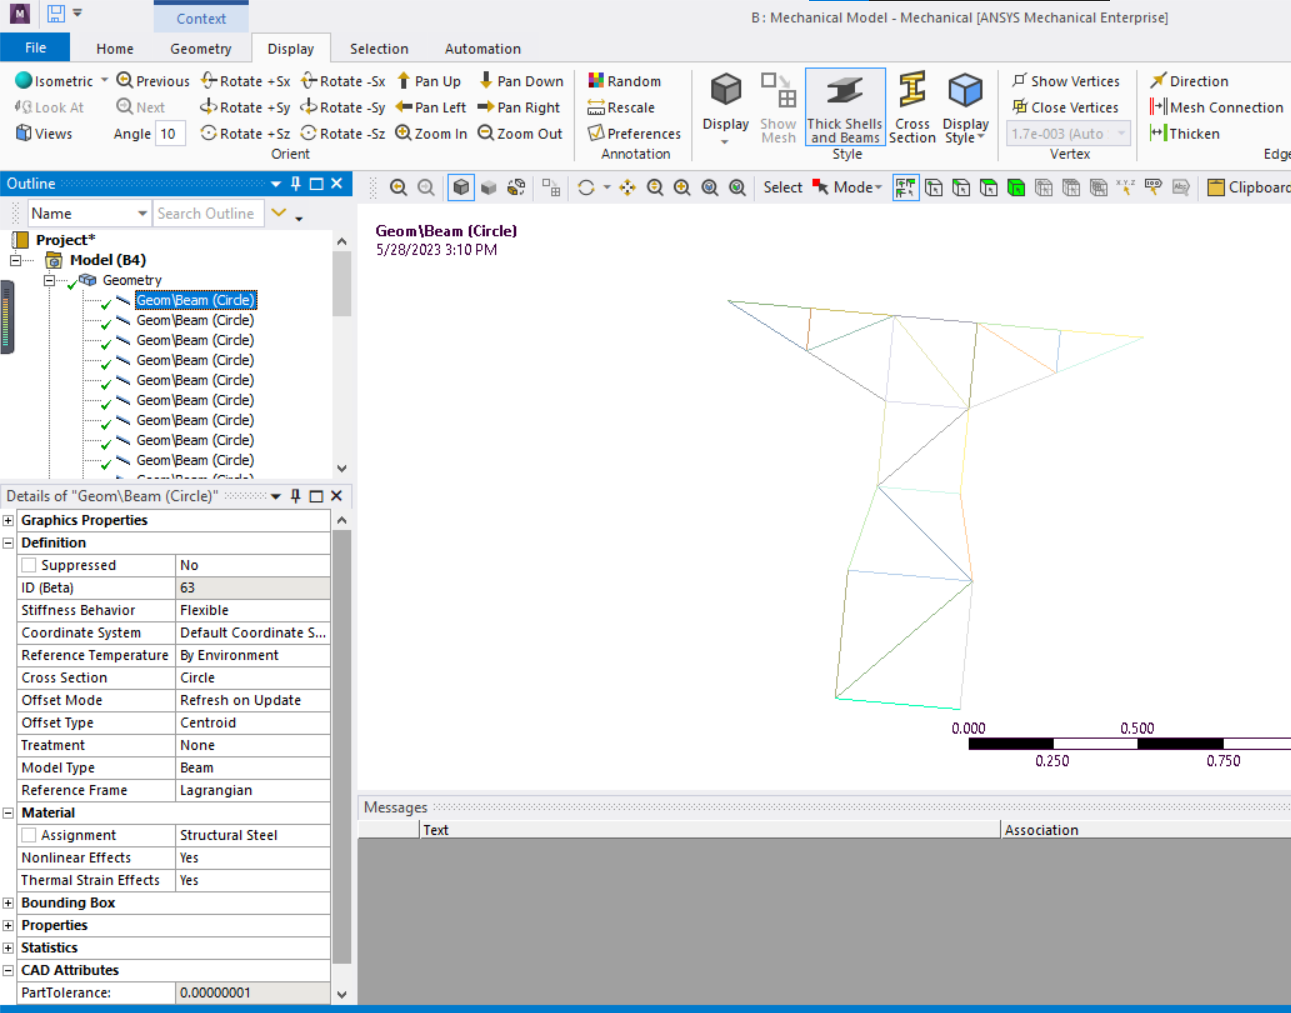 M
B : Mechanical Model - Mechanical [ANSYS Mechanical Enterprise]
Context
File Home Geometry Display Selection Automation
Isometric Previous Rotate +Sx Rotate -Sx Pan Up Pan Down Random Show Vertices Direction
Look At Next Rotate +Sy Rotate -Sy Pan Left Pan Right Rescale Close Vertices Mesh Connection
Views Angle 10 Rotate +Sz Rotate -Sz Zoom In Zoom Out Preferences 1.7e-003 (Auto Thicken
Display Show Mesh Thick Shells and Beams Cross Section Display Style
Orient Annotation Style Vertex Edge
Outline
Select Mode Clipboard
Name Search Outline
Project*
Model (B4)
Geometry
Geom\Beam (Circle)
Geom\Beam (Circle)
Geom\Beam (Circle)
Geom\Beam (Circle)
Geom\Beam (Circle)
Geom\Beam (Circle)
Geom\Beam (Circle)
Geom\Beam (Circle)
Geom\Beam (Circle)
Geom\Beam (Circle)
5/28/2023 3:10 PM
0.000 0.500
0.250 0.750
Details of "Geom\Beam (Circle)"
Graphics Properties
Definition
Suppressed No
ID (Beta) 63
Stiffness Behavior Flexible
Coordinate System Default Coordinate S...
Reference Temperature By Environment
Cross Section Circle
Offset Mode Refresh on Update
Offset Type Centroid
Treatment None
Model Type Beam
Reference Frame Lagrangian
Material
Assignment Structural Steel
Nonlinear Effects Yes
Thermal Strain Effects Yes
Bounding Box
Properties
Statistics
CAD Attributes
PartTolerance: 0.00000001
Messages
Text Association